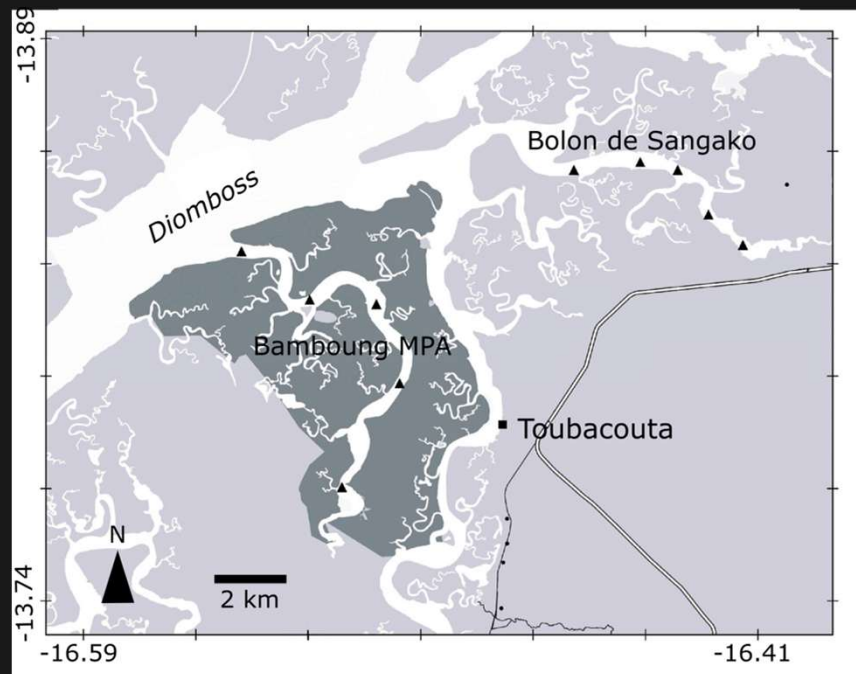 -13.89
Bolon de Sangako
Diomboss
Bamboung MPA
Toubacouta
N
2 km
-13.74
-16.59
-16.41